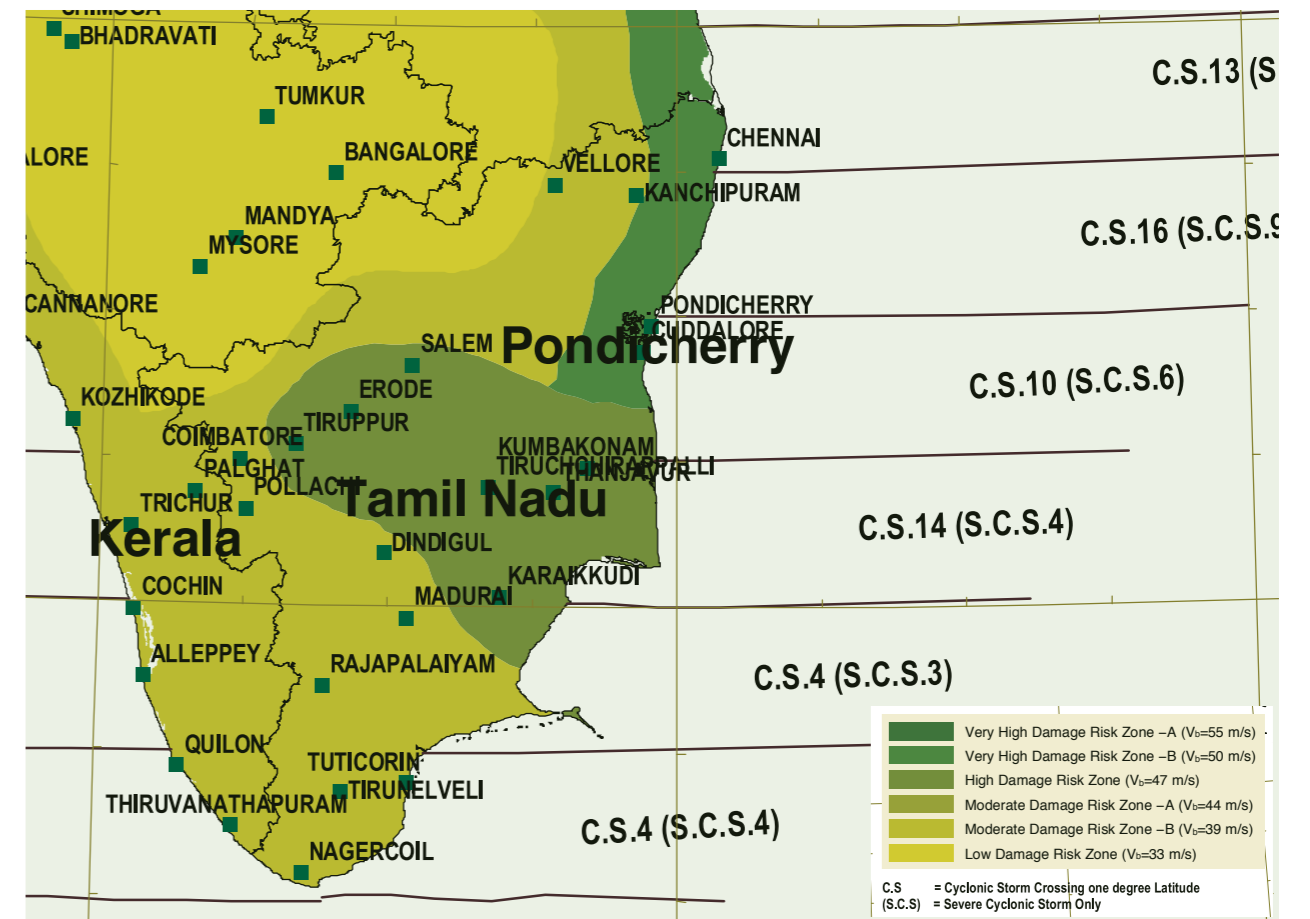 BHADRAVATI
C.S.13 (S
TUMKUR
CHENNAI
ALORE
BANGALORE
VELLORE
KANCHIPURAM
MANDYA
MYSORE
C.S.16 (S.C.S.9
CANNANORE
PONDICHERRY
CUDDALORE
SALEM
Pondicherry
ERODE
C.S.10 (S.C.S.6)
KOZHIKODE
TIRUPPUR
COIMBATORE
KUMBAKONAM
PALGHAT
TIRUCHCHIRAPPALLI
THANJAVUR
POLLACHI
TRICHUR
Tamil Nadu
Kerala
C.S.14 (S.C.S.4)
DINDIGUL
COCHIN
KARAIKKUDI
MADURAI
ALLEPPEY
RAJAPALAIYAM
C.S.4 (S.C.S.3)
QUILON
TUTICORIN
TIRUNELVELI
THIRUVANATHAPURAM
C.S.4 (S.C.S.4)
NAGERCOIL
Very High Damage Risk Zone –A (Vb=55 m/s)
Very High Damage Risk Zone –B (Vb=50 m/s)
High Damage Risk Zone (Vb=47 m/s)
Moderate Damage Risk Zone –A (Vb=44 m/s)
Moderate Damage Risk Zone –B (Vb=39 m/s)
Low Damage Risk Zone (Vb=33 m/s)
C.S = Cyclonic Storm Crossing one degree Latitude
(S.C.S) = Severe Cyclonic Storm Only